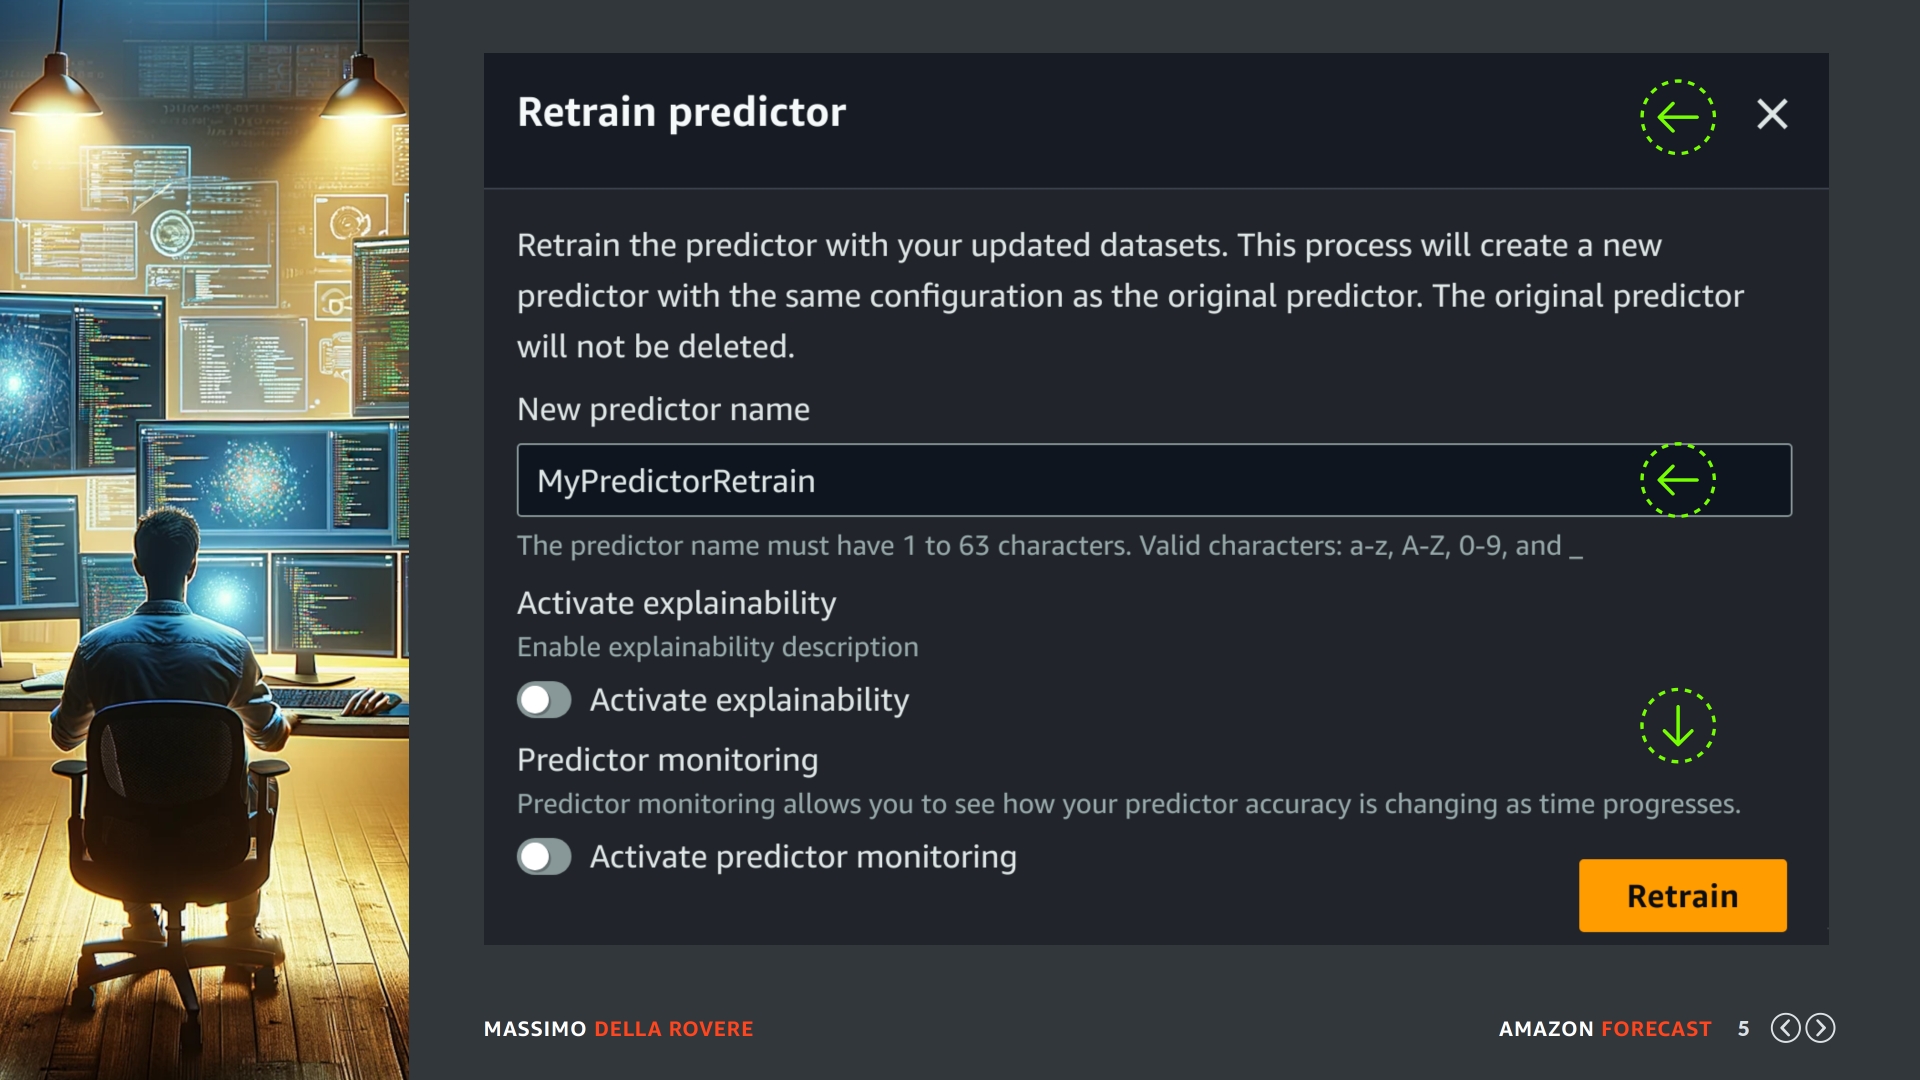 Retrain predictor
Retrain the predictor with your updated datasets. This process will create a new
predictor with the same configuration as the original predictor. The original predictor
will not be deleted.
New predictor name
MyPredictorRetrain
The predictor name must have 1 to 63 characters. Valid characters: a-z, A-Z, 0-9, and _
Activate explainability
Enable explainability description
Activate explainability
Predictor monitoring
Predictor monitoring allows you to see how your predictor accuracy is changing as time progresses.
Activate predictor monitoring
Retrain
MASSIMO DELLA ROVERE
AMAZON FORECAST 5